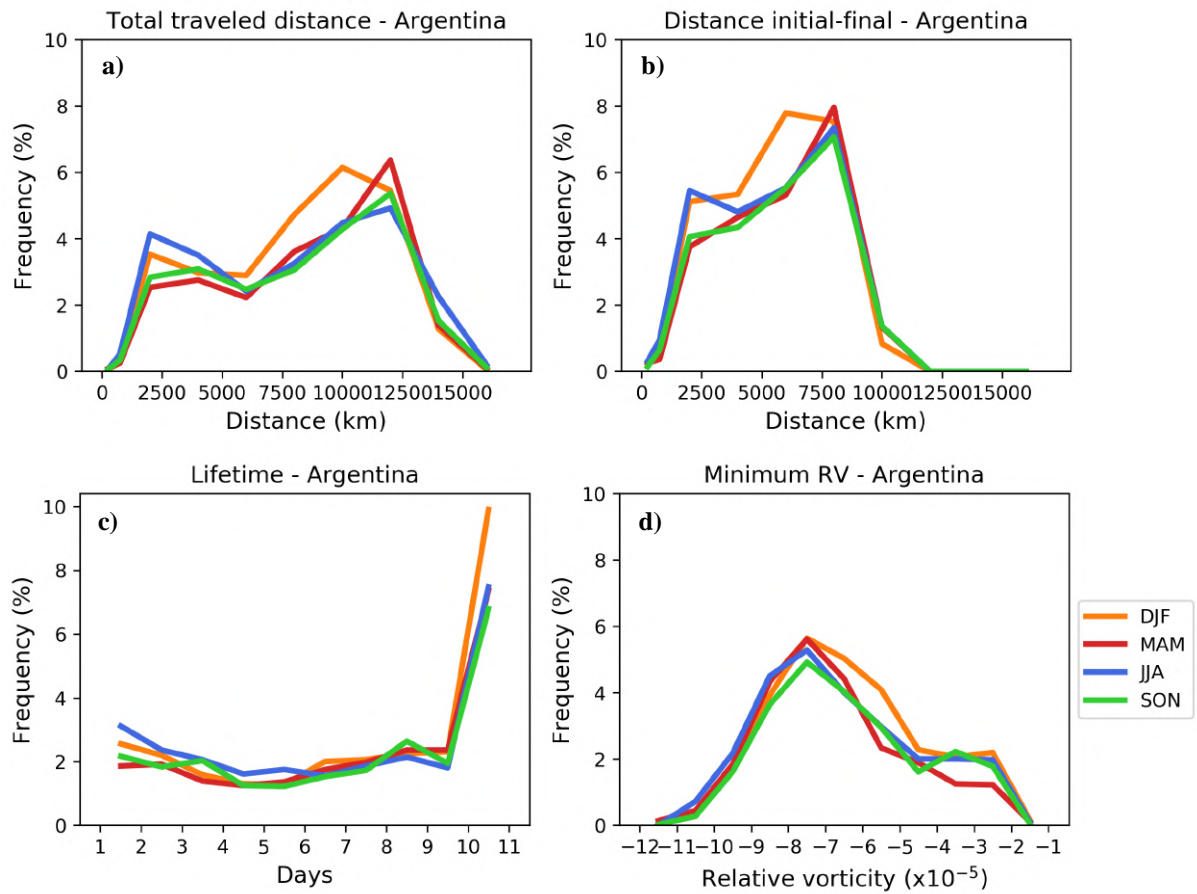 Total traveled distance - Argentina
a)
10
8
6
4
2
0
Frequency (%)
0 2500 5000 7500 10000 12500 15000
Distance (km)
Distance initial-final - Argentina
b)
10
8
6
4
2
0
Frequency (%)
0 2500 5000 7500 10000 12500 15000
Distance (km)
Lifetime - Argentina
c)
10
8
6
4
2
0
Frequency (%)
1 2 3 4 5 6 7 8 9 10 11
Days
Minimum RV - Argentina
d)
10
8
6
4
2
0
Frequency (%)
−12 −11 −10 −9 −8 −7 −6 −5 −4 −3 −2 −1
Relative vorticity (x10⁻⁵)
DJF
MAM
JJA
SON